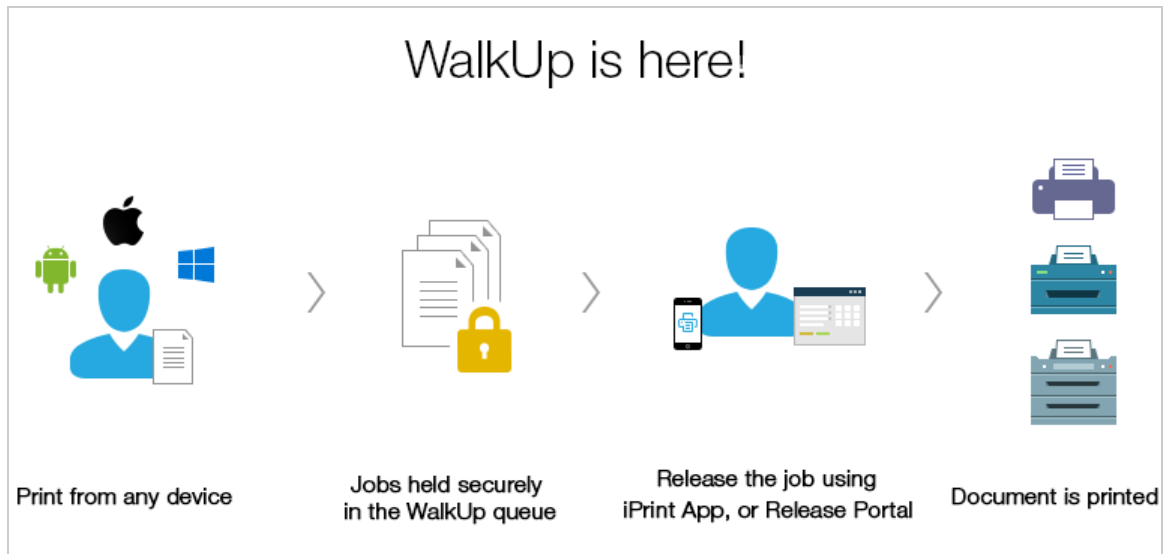 WalkUp is here!
Print from any device
Jobs held securely
in the WalkUp queue
Release the job using
iPrint App, or Release Portal
Document is printed